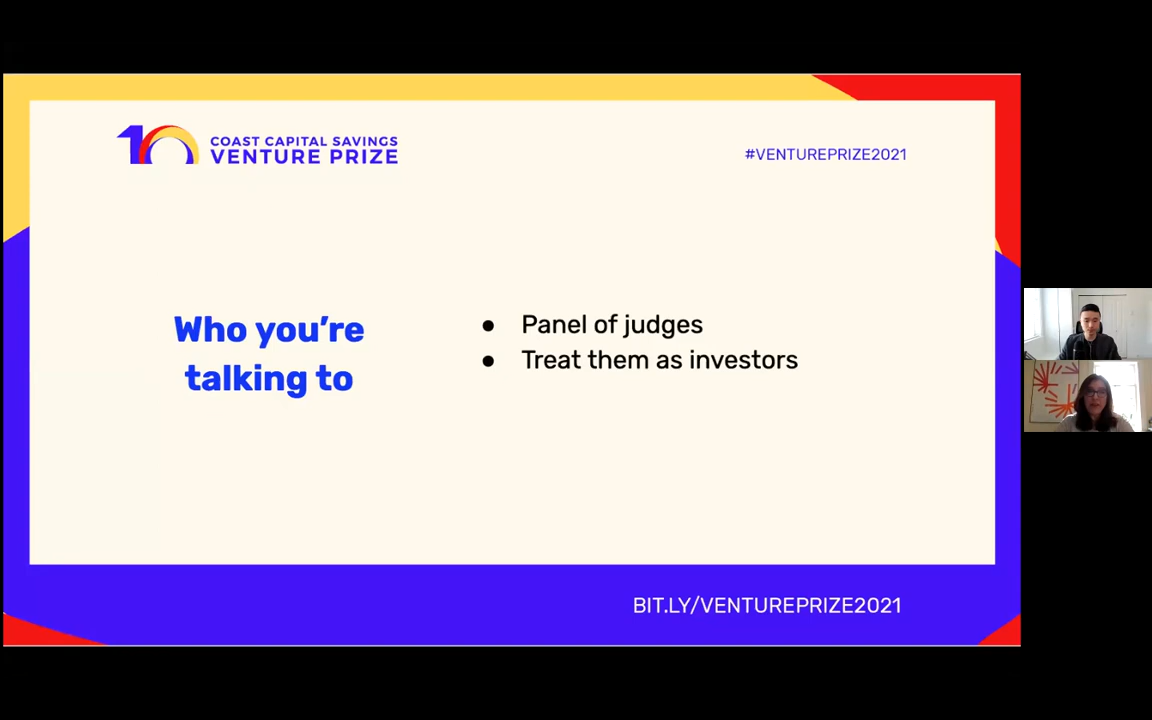 10 COAST CAPITAL SAVINGS
VENTURE PRIZE
#VENTUREPRIZE2021
Who you’re
talking to
● Panel of judges
● Treat them as investors
BIT.LY/VENTUREPRIZE2021